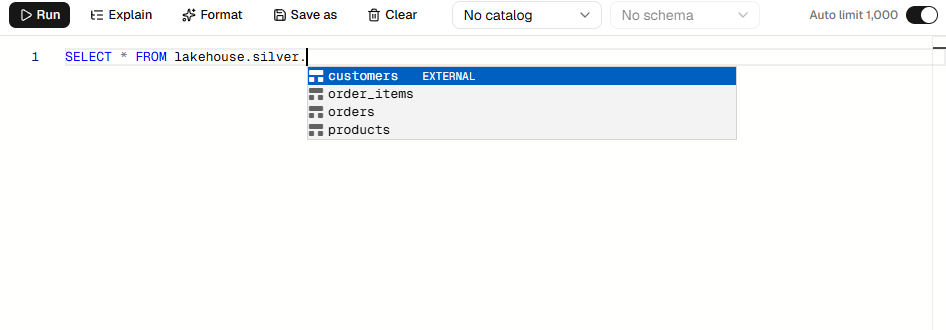 Run Explain Format Save as Clear No catalog No schema Auto limit 1,000
1 SELECT * FROM lakehouse.silver.
customers EXTERNAL
order_items
orders
products